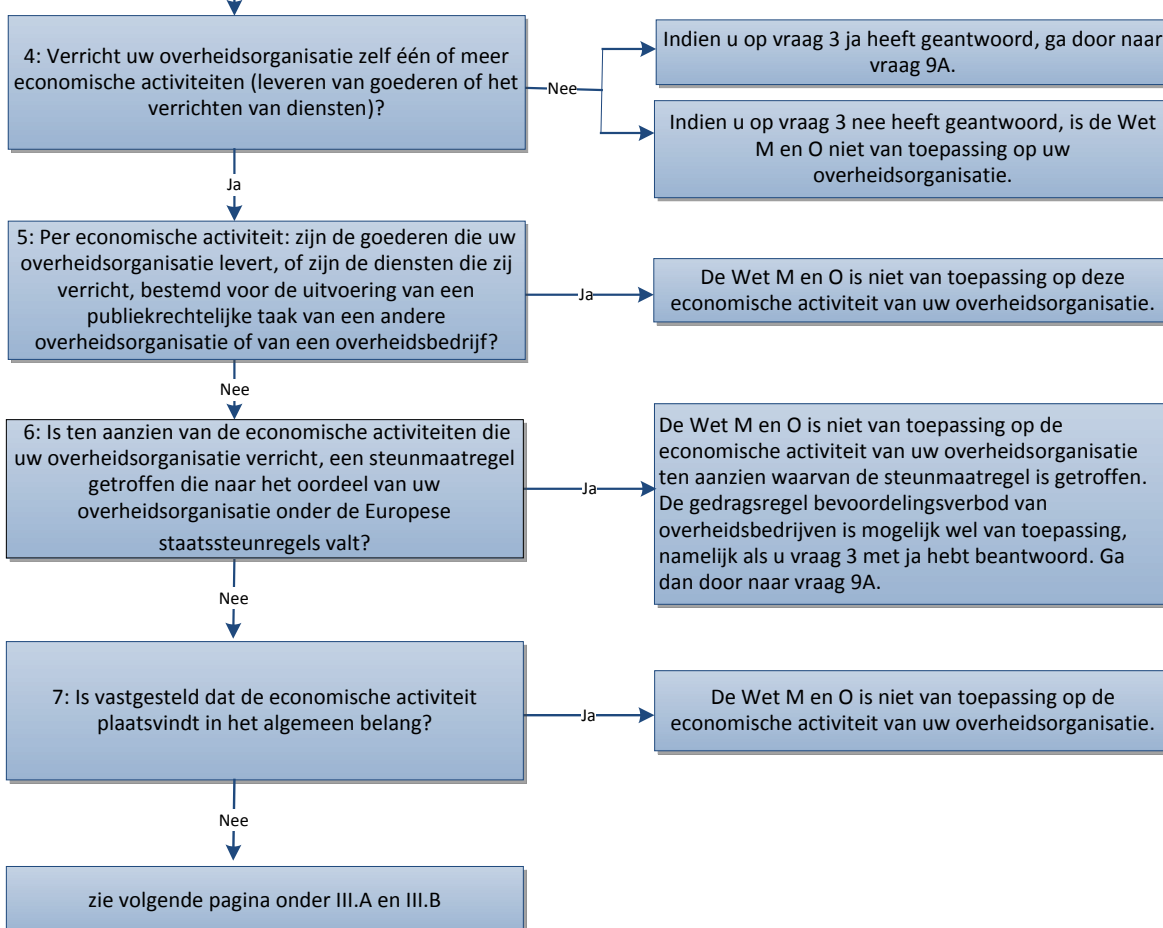 4: Verricht uw overheidsorganisatie zelf één of meer
economische activiteiten (leveren van goederen of het
verrichten van diensten)?
Nee
Indien u op vraag 3 ja heeft geantwoord, ga door naar
vraag 9A.
Indien u op vraag 3 nee heeft geantwoord, is de Wet
M en O niet van toepassing op uw
overheidsorganisatie.
Ja
5: Per economische activiteit: zijn de goederen die uw
overheidsorganisatie levert, of zijn de diensten die zij
verricht, bestemd voor de uitvoering van een
publiekrechtelijke taak van een andere
overheidsorganisatie of van een overheidsbedrijf?
Ja
De Wet M en O is niet van toepassing op deze
economische activiteit van uw overheidsorganisatie.
Nee
6: Is ten aanzien van de economische activiteiten die
uw overheidsorganisatie verricht, een steunmaatregel
getroffen die naar het oordeel van uw
overheidsorganisatie onder de Europese
staatssteunregels valt?
Ja
De Wet M en O is niet van toepassing op de
economische activiteit van uw overheidsorganisatie
ten aanzien waarvan de steunmaatregel is getroffen.
De gedragsregel bevoordelingsverbod van
overheidsbedrijven is mogelijk wel van toepassing,
namelijk als u vraag 3 met ja hebt beantwoord. Ga
dan door naar vraag 9A.
Nee
7: Is vastgesteld dat de economische activiteit
plaatsvindt in het algemeen belang?
Ja
De Wet M en O is niet van toepassing op de
economische activiteit van uw overheidsorganisatie.
Nee
zie volgende pagina onder III.A en III.B